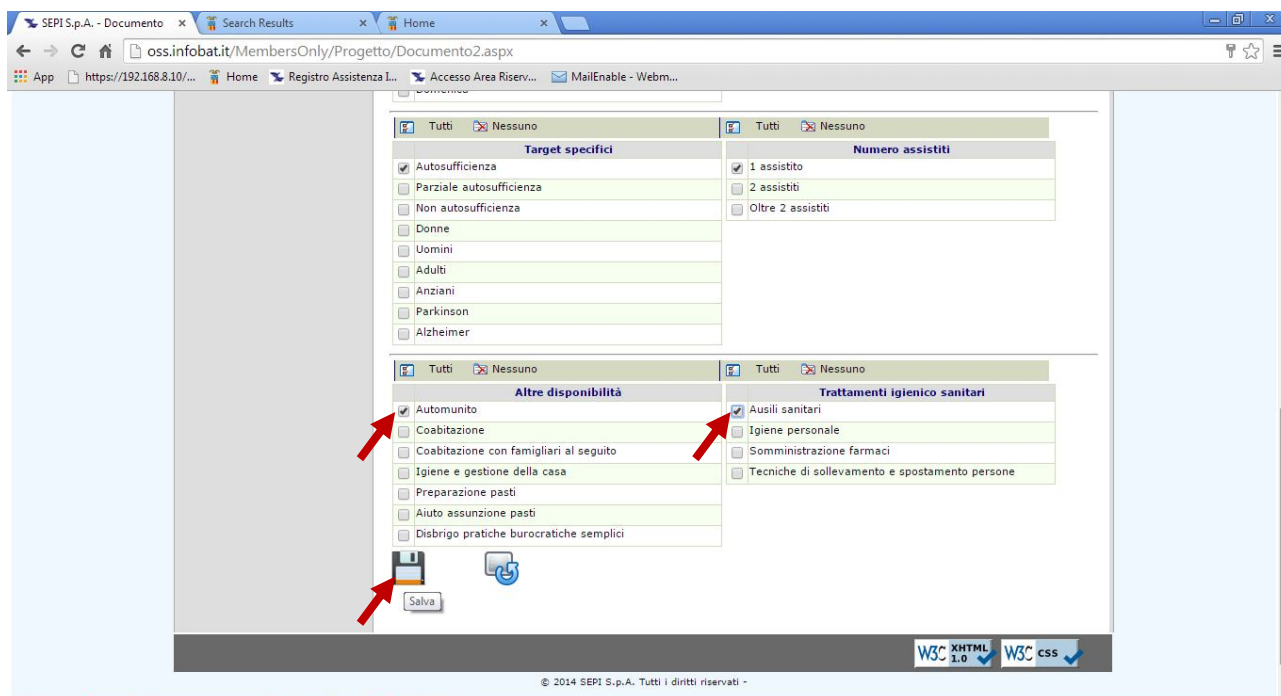 SEPI S.p.A. - Documento
Search Results
Home
oss.infobat.it/MembersOnly/Progetto/Documento2.aspx
App
https://192.168.8.10/...
Home
Registro Assistenza I...
Accesso Area Riserv...
MailEnable - Webm...
Domenica
Tutti Nessuno
Target specifici
Autosufficienza
Parziale autosufficienza
Non autosufficienza
Donne
Uomini
Adulti
Anziani
Parkinson
Alzheimer
Tutti Nessuno
Numero assistiti
1 assistito
2 assistiti
Oltre 2 assistiti
Tutti Nessuno
Altre disponibilità
Automunito
Coabitazione
Coabitazione con famigliari al seguito
Igiene e gestione della casa
Preparazione pasti
Aiuto assunzione pasti
Disbrigo pratiche burocratiche semplici
Tutti Nessuno
Trattamenti igienico sanitari
Ausili sanitari
Igiene personale
Somministrazione farmaci
Tecniche di sollevamento e spostamento persone
Salva
W3C XHTML 1.0
W3C css
© 2014 SEPI S.p.A. Tutti i diritti riservati -